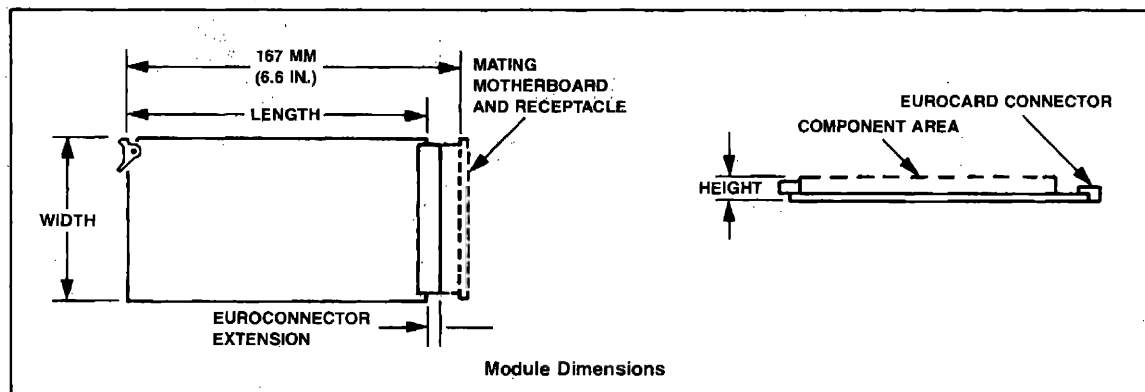 167 MM
(6.6 IN.)
LENGTH
WIDTH
MATING
MOTHERBOARD
AND RECEPTACLE
EUROCONNECTOR
EXTENSION
EUROCARD CONNECTOR
COMPONENT AREA
HEIGHT
Module Dimensions